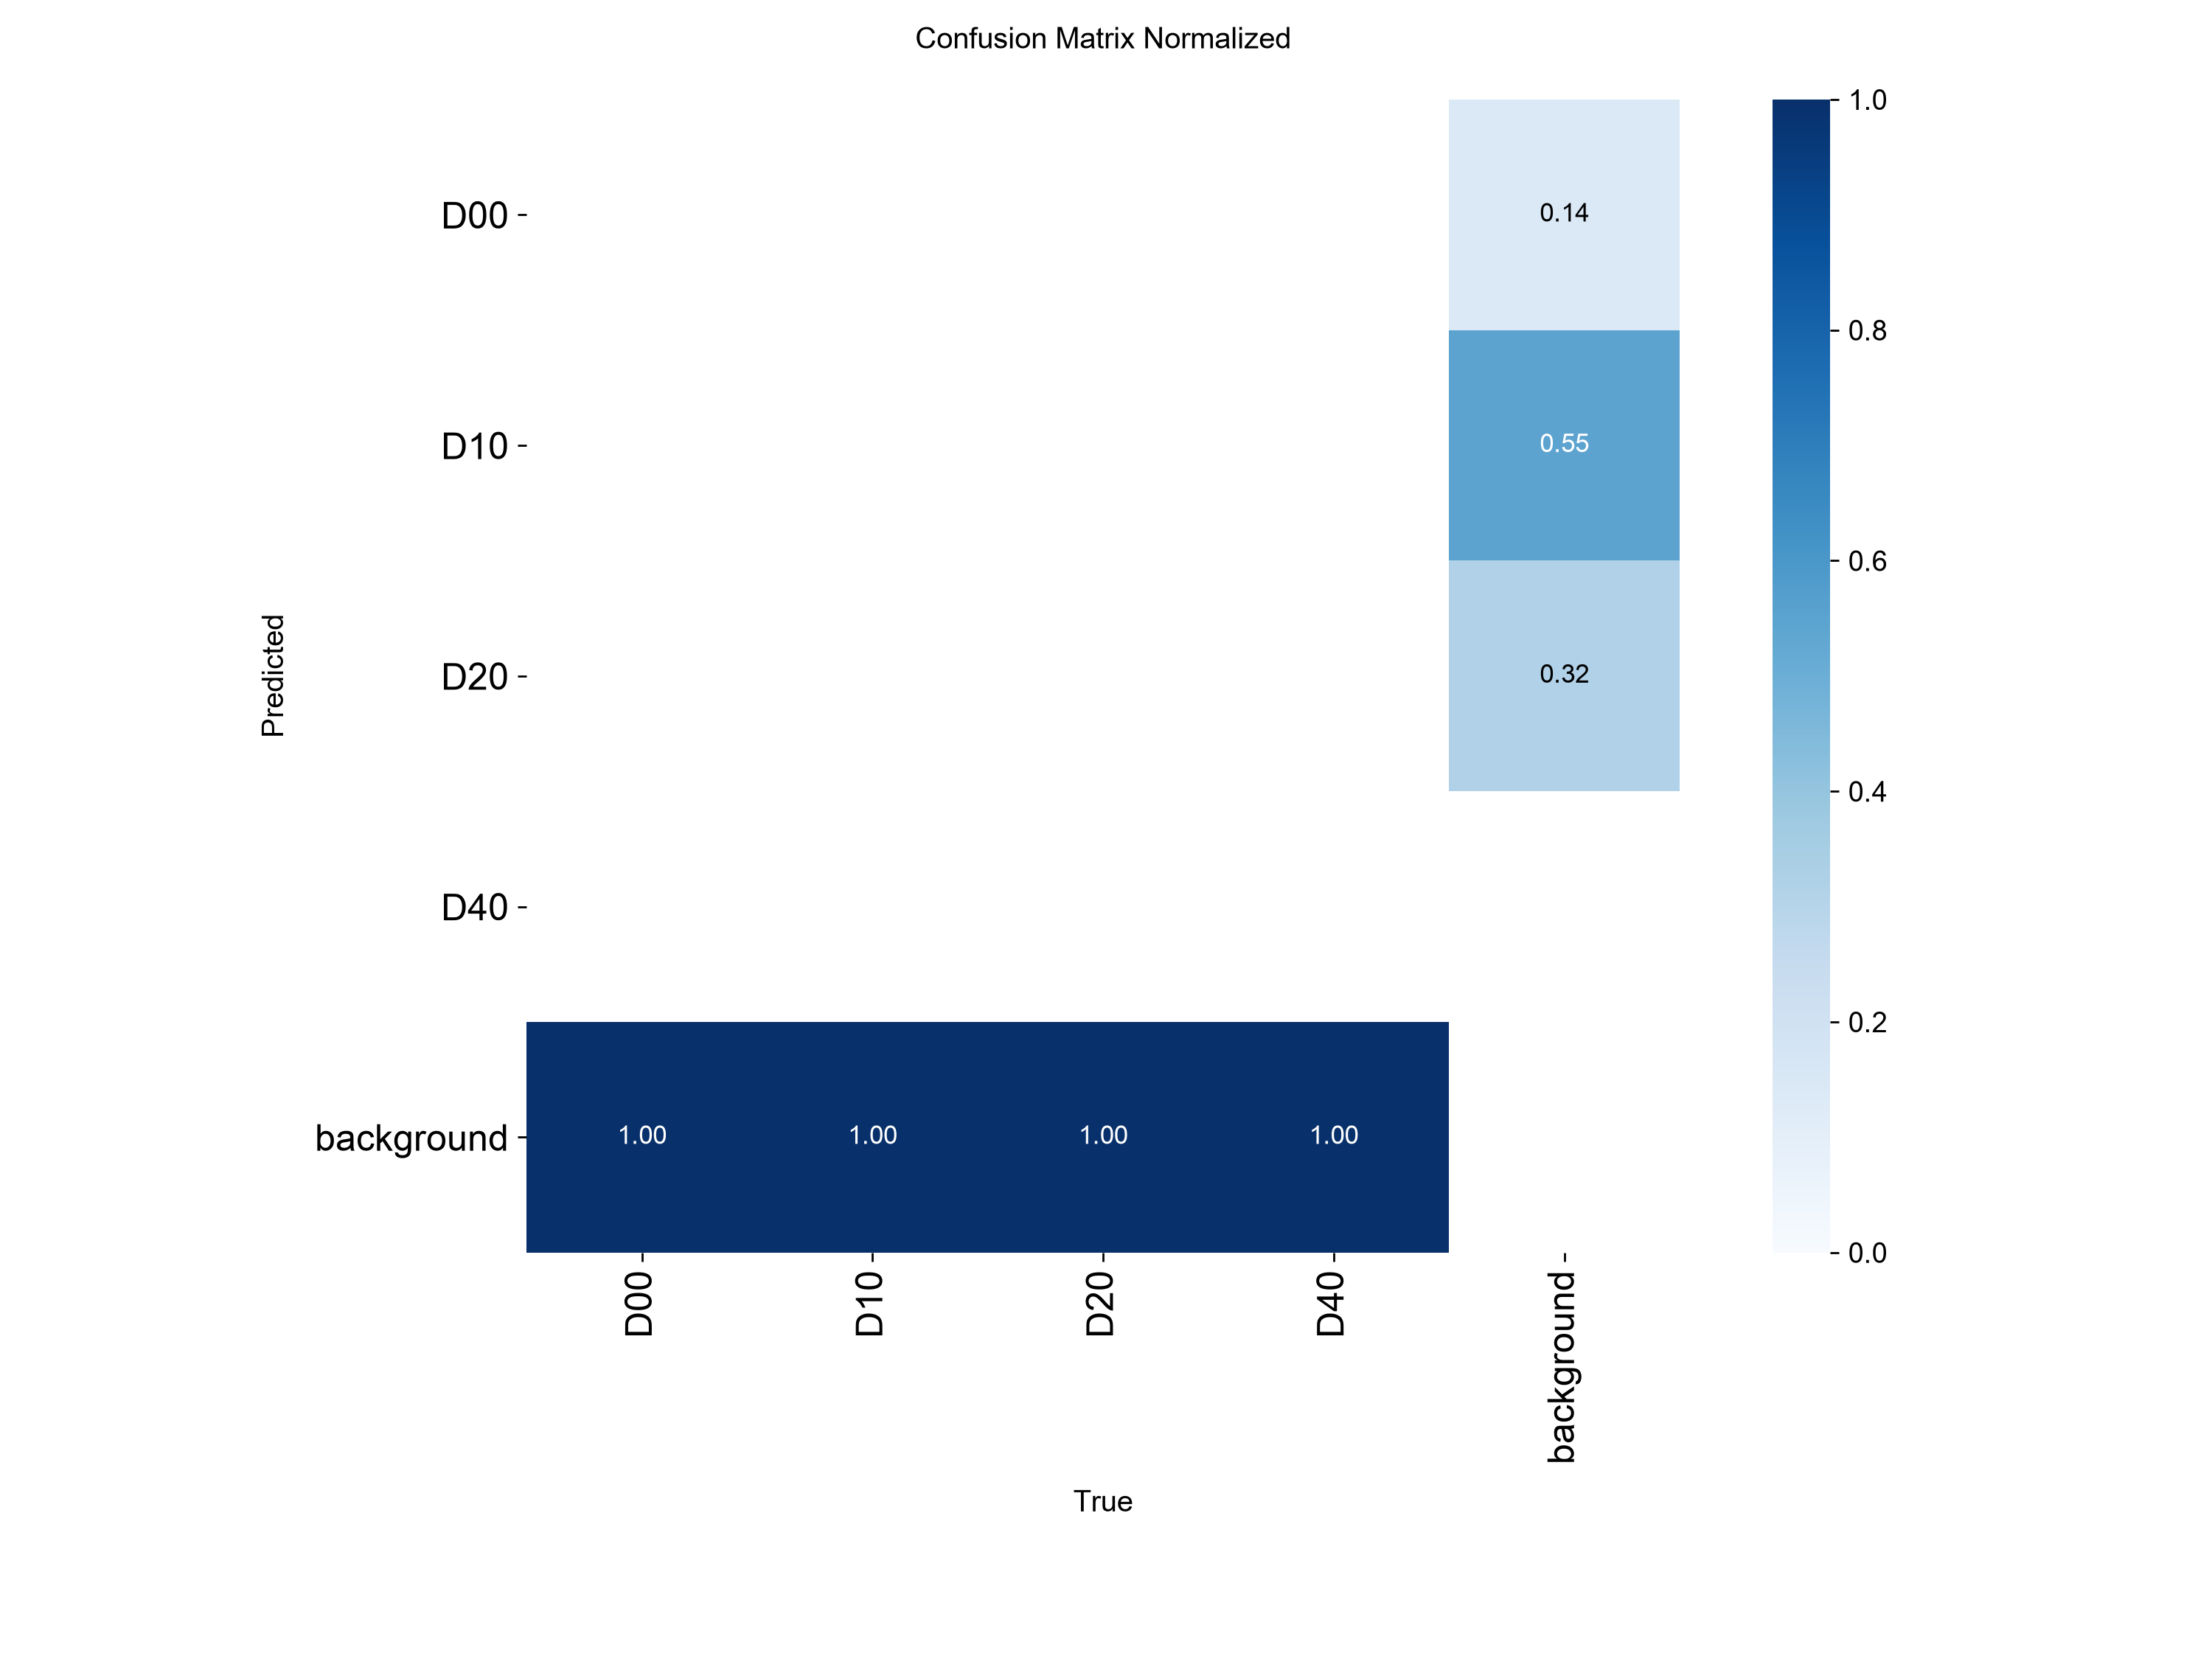 Confusion Matrix Normalized
D00
D10
D20
D40
background
Predicted
0.14
0.55
0.32
1.00 1.00 1.00 1.00
D00
D10
D20
D40
background
True
1.0
0.8
0.6
0.4
0.2
0.0